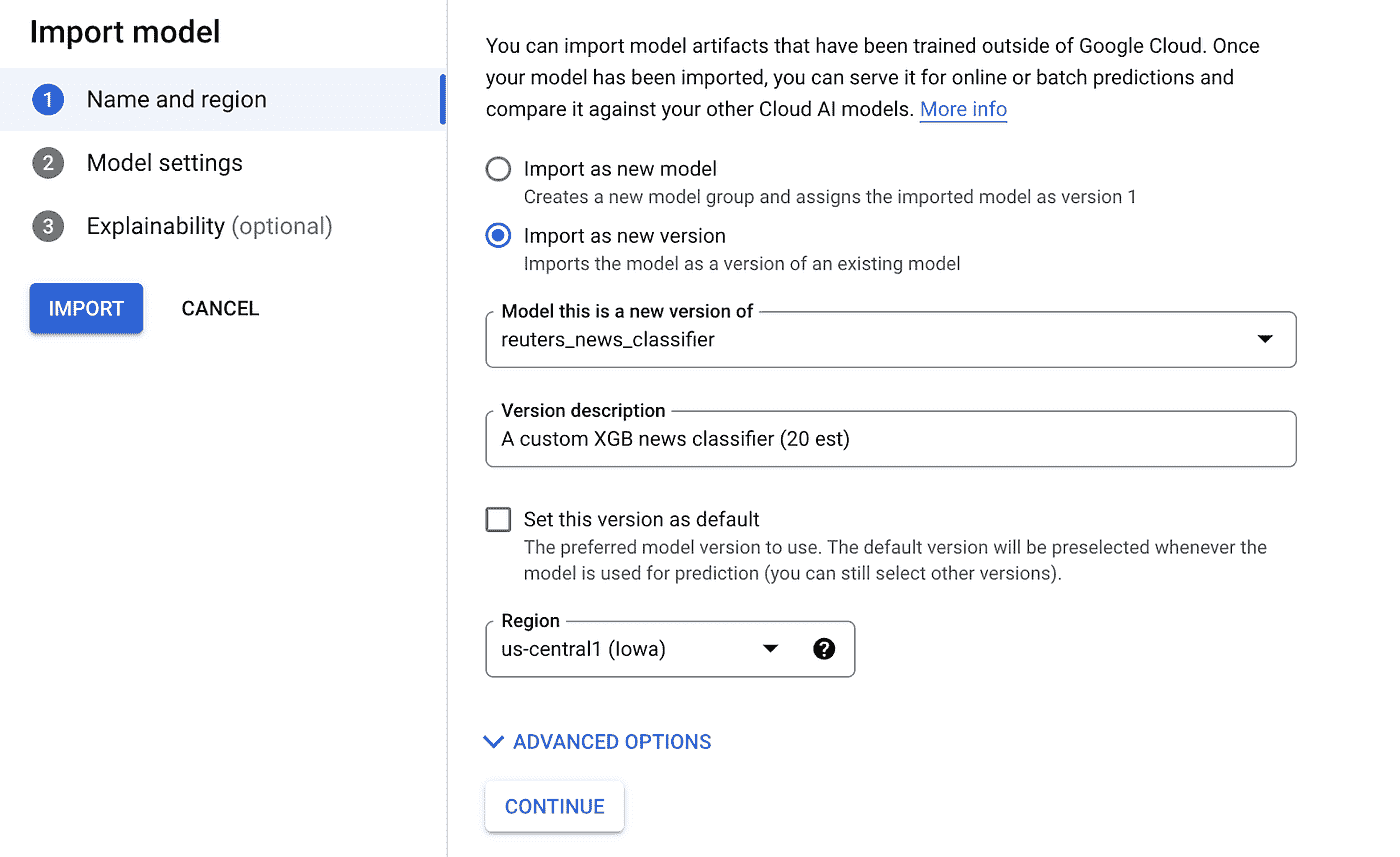 Import model
1 Name and region
2 Model settings
3 Explainability (optional)
IMPORT CANCEL
You can import model artifacts that have been trained outside of Google Cloud. Once
your model has been imported, you can serve it for online or batch predictions and
compare it against your other Cloud AI models. More info
Import as new model
Creates a new model group and assigns the imported model as version 1
Import as new version
Imports the model as a version of an existing model
Model this is a new version of
reuters_news_classifier
Version description
A custom XGB news classifier (20 est)
Set this version as default
The preferred model version to use. The default version will be preselected whenever the
model is used for prediction (you can still select other versions).
Region
us-central1 (Iowa) ?
ADVANCED OPTIONS
CONTINUE